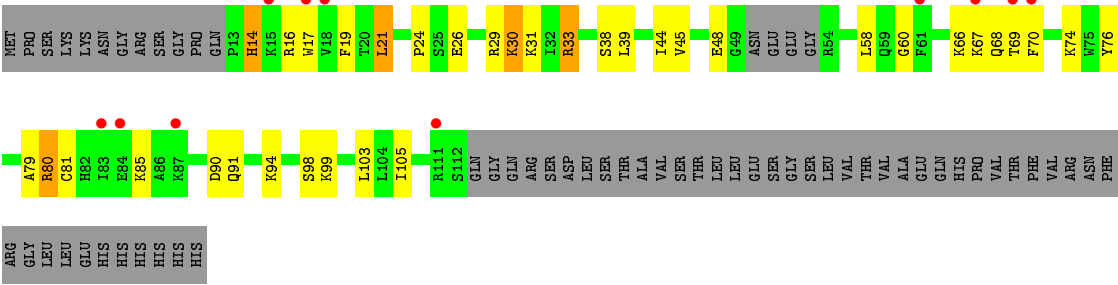 MET PRO SER LYS LYS ASN GLY ARG SER GLY PRO GLN P13 H14 K15 R16 W17 V18 F19 T20 L21 P24 S25 E26 R29 K30 K31 I32 R33 S38 L39 I44 V45 E48 G49 ASN GLU GLU GLY R54 L58 Q59 G60 F61 K66 K67 Q68 T69 F70 K74 W75 Y76
A79 R80 C81 H82 I83 E84 K85 A86 K87 D90 Q91 K94 S98 K99 L103 L104 I105 R111 S112 GLN GLY GLN ARG SER ASP LEU SER THR ALA VAL SER THR LEU LEU GLU SER GLY SER LEU VAL THR VAL ALA GLU GLN HIS PRO VAL THR PHE VAL ARG ASN PHE
ARG GLY LEU LEU GLU HIS HIS HIS HIS HIS HIS